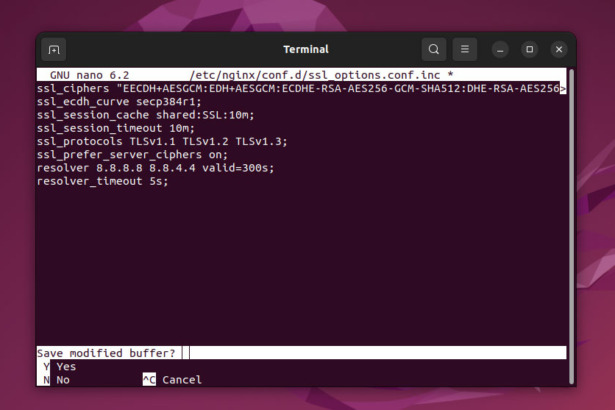 Terminal
GNU nano 6.2 /etc/nginx/conf.d/ssl_options.conf.inc *
ssl_ciphers "EECDH+AESGCM:EDH+AESGCM:ECDHE-RSA-AES256-GCM-SHA512:DHE-RSA-AES256>
ssl_ecdh_curve secp384r1;
ssl_session_cache shared:SSL:10m;
ssl_session_timeout 10m;
ssl_protocols TLSv1.1 TLSv1.2 TLSv1.3;
ssl_prefer_server_ciphers on;
resolver 8.8.8.8 8.8.4.4 valid=300s;
resolver_timeout 5s;
Save modified buffer?
Y Yes
N No ^C Cancel